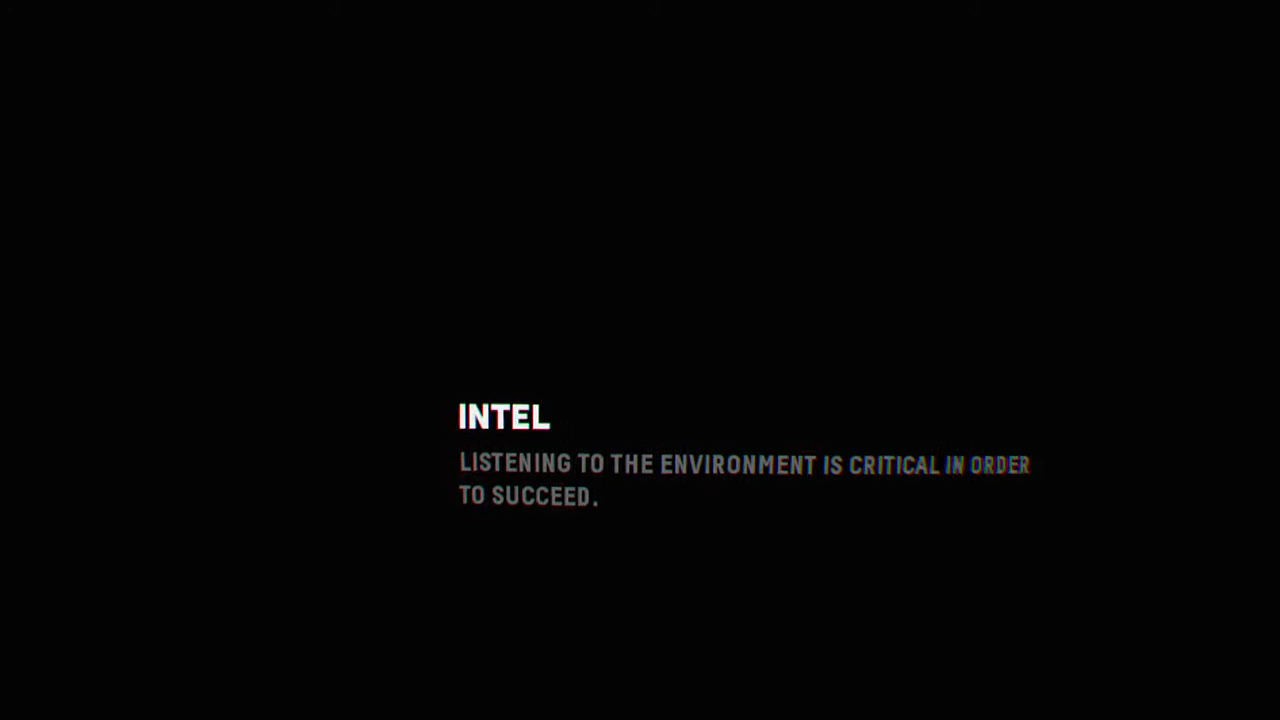 INTEL
LISTENING TO THE ENVIRONMENT IS CRITICAL IN ORDER
TO SUCCEED.